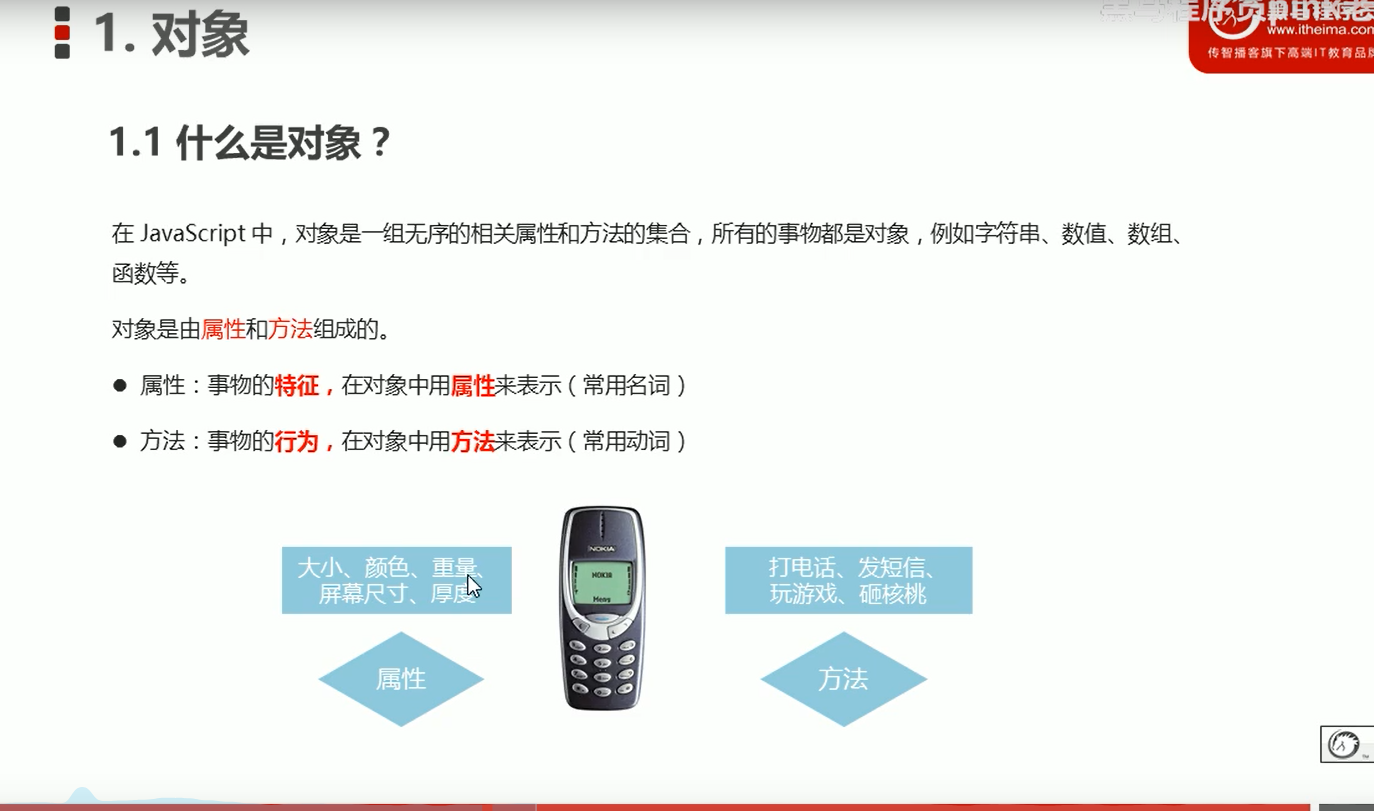 1. 对象
www.itheima.com
传智播客旗下高端IT教育品牌
1.1 什么是对象？
在 JavaScript 中，对象是一组无序的相关属性和方法的集合，所有的事物都是对象，例如字符串、数值、数组、
函数等。
对象是由属性和方法组成的。
● 属性：事物的特征，在对象中用属性来表示（常用名词）
● 方法：事物的行为，在对象中用方法来表示（常用动词）
大小、颜色、重量、
屏幕尺寸、厚度
NOKIA
Menu
打电话、发短信、
玩游戏、砸核桃
属性
方法